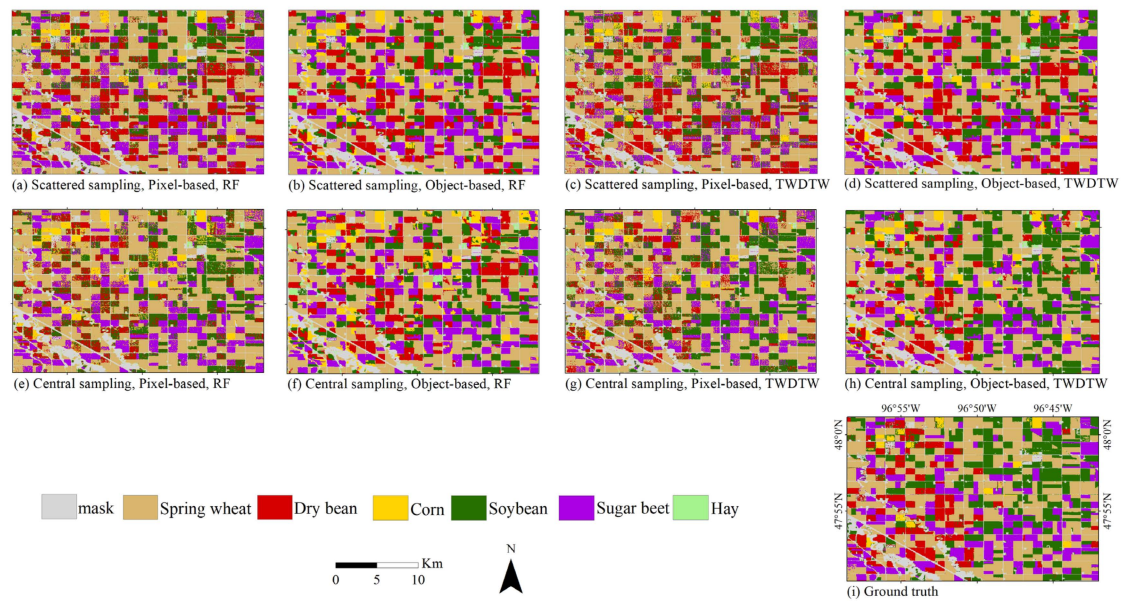 (a) Scattered sampling, Pixel-based, RF
(b) Scattered sampling, Object-based, RF
(c) Scattered sampling, Pixel-based, TWDTW
(d) Scattered sampling, Object-based, TWDTW
(e) Central sampling, Pixel-based, RF
(f) Central sampling, Object-based, RF
(g) Central sampling, Pixel-based, TWDTW
(h) Central sampling, Object-based, TWDTW
96°55'W 96°50'W 96°45'W
48°0'N 48°0'N
47°55'N 47°55'N
mask Spring wheat Dry bean Corn Soybean Sugar beet Hay
Km
0 5 10
N
(i) Ground truth